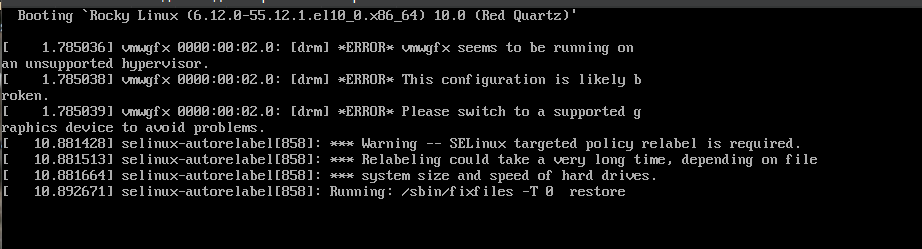 Booting `Rocky Linux (6.12.0-55.12.1.el10_0.x86_64) 10.0 (Red Quartz)'
[    1.785036] vmwgfx 0000:00:02.0: [drm] *ERROR* vmwgfx seems to be running on
an unsupported hypervisor.
[    1.785038] vmwgfx 0000:00:02.0: [drm] *ERROR* This configuration is likely b
roken.
[    1.785039] vmwgfx 0000:00:02.0: [drm] *ERROR* Please switch to a supported g
raphics device to avoid problems.
[   10.881428] selinux-autorelabel[858]: *** Warning -- SELinux targeted policy relabel is required.
[   10.881513] selinux-autorelabel[858]: *** Relabeling could take a very long time, depending on file
[   10.881664] selinux-autorelabel[858]: *** system size and speed of hard drives.
[   10.892671] selinux-autorelabel[858]: Running: /sbin/fixfiles -T 0  restore